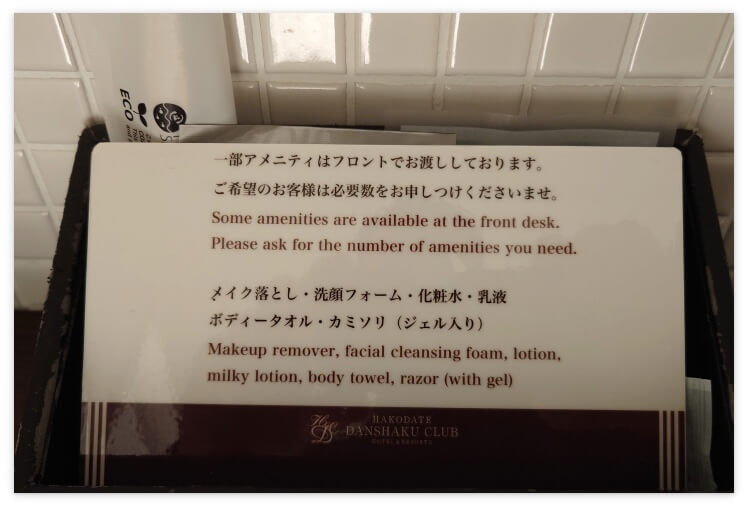 ECO
一部アメニティはフロントでお渡ししております。
ご希望のお客様は必要数をお申しつけくださいませ。
Some amenities are available at the front desk.
Please ask for the number of amenities you need.
メイク落とし・洗顔フォーム・化粧水・乳液
ボディータオル・カミソリ（ジェル入り）
Makeup remover, facial cleansing foam, lotion,
milky lotion, body towel, razor (with gel)
HAKODATE
DANSHAKU CLUB
HOTEL & RESORTS